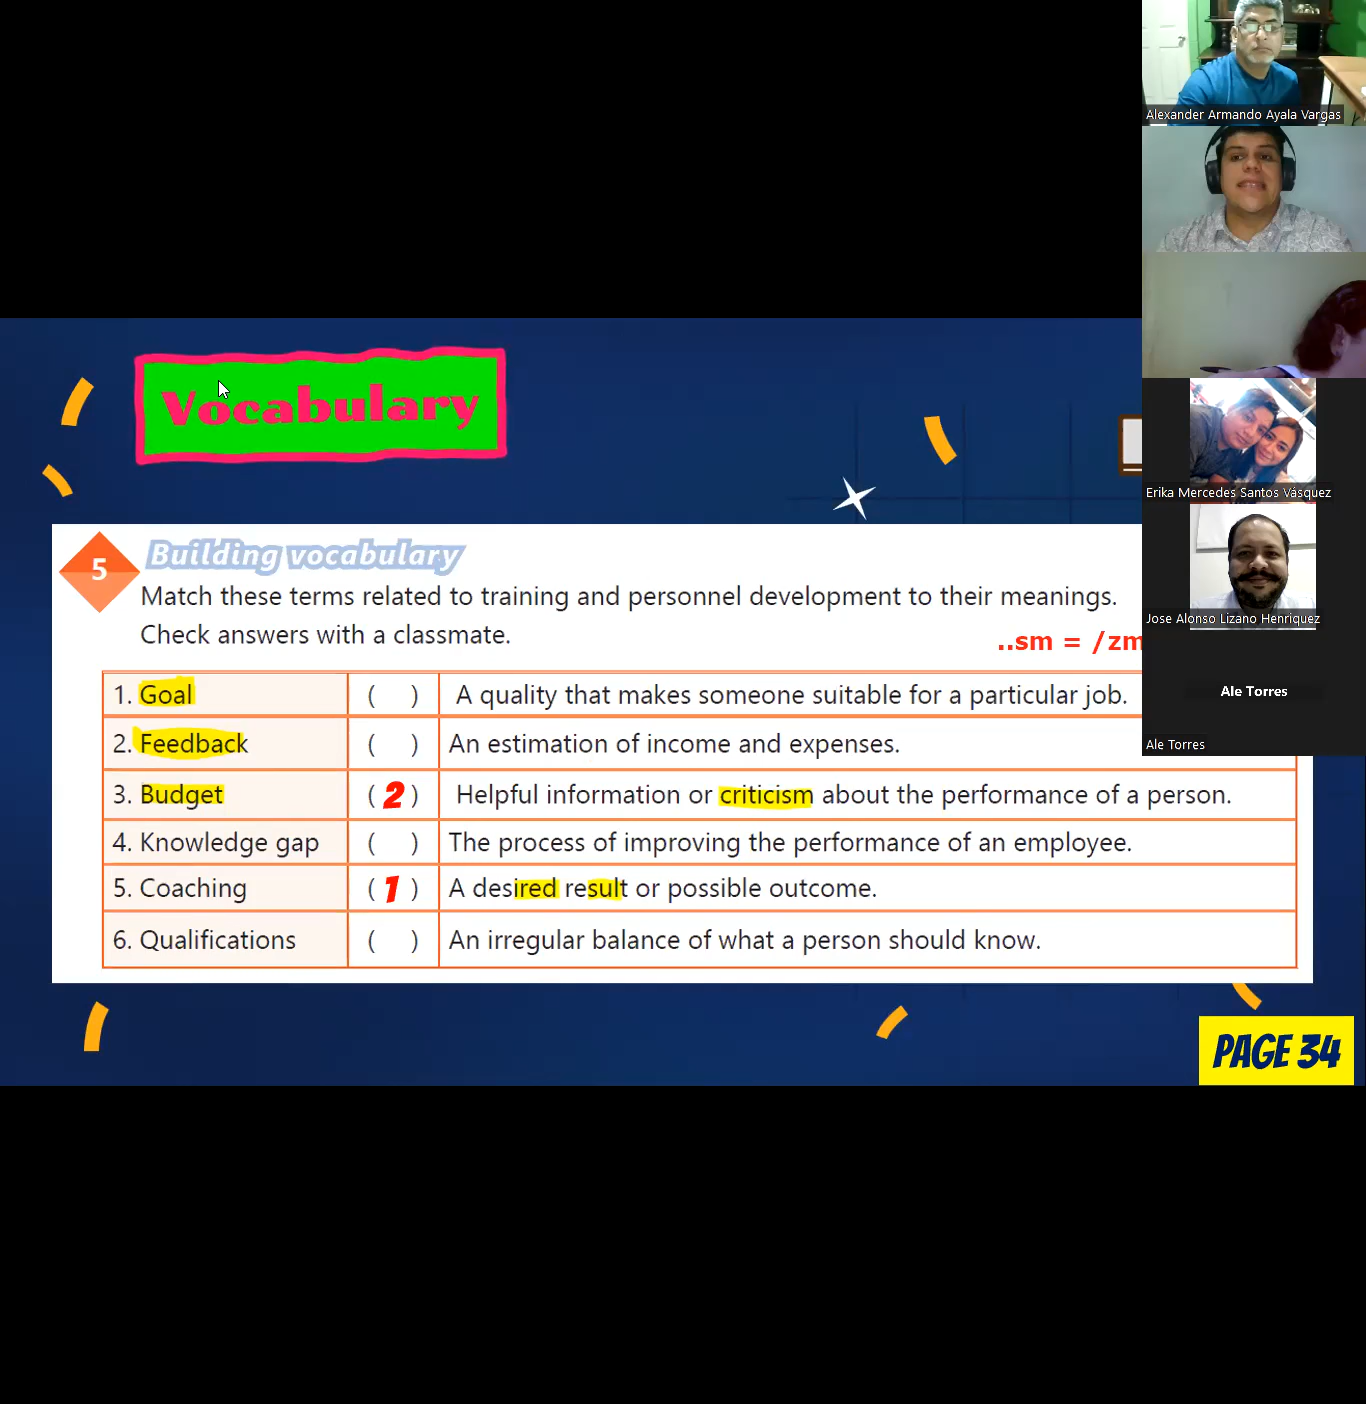 Vocabulary
5
Building vocabulary
Match these terms related to training and personnel development to their meanings.
Check answers with a classmate.
..sm = /zm
1. Goal ( ) A quality that makes someone suitable for a particular job.
2. Feedback ( ) An estimation of income and expenses.
3. Budget ( 2 ) Helpful information or criticism about the performance of a person.
4. Knowledge gap ( ) The process of improving the performance of an employee.
5. Coaching ( 1 ) A desired result or possible outcome.
6. Qualifications ( ) An irregular balance of what a person should know.
PAGE 34
Alexander Armando Ayala Vargas
Erika Mercedes Santos Vásquez
Jose Alonso Lizano Henriquez
Ale Torres
Ale Torres